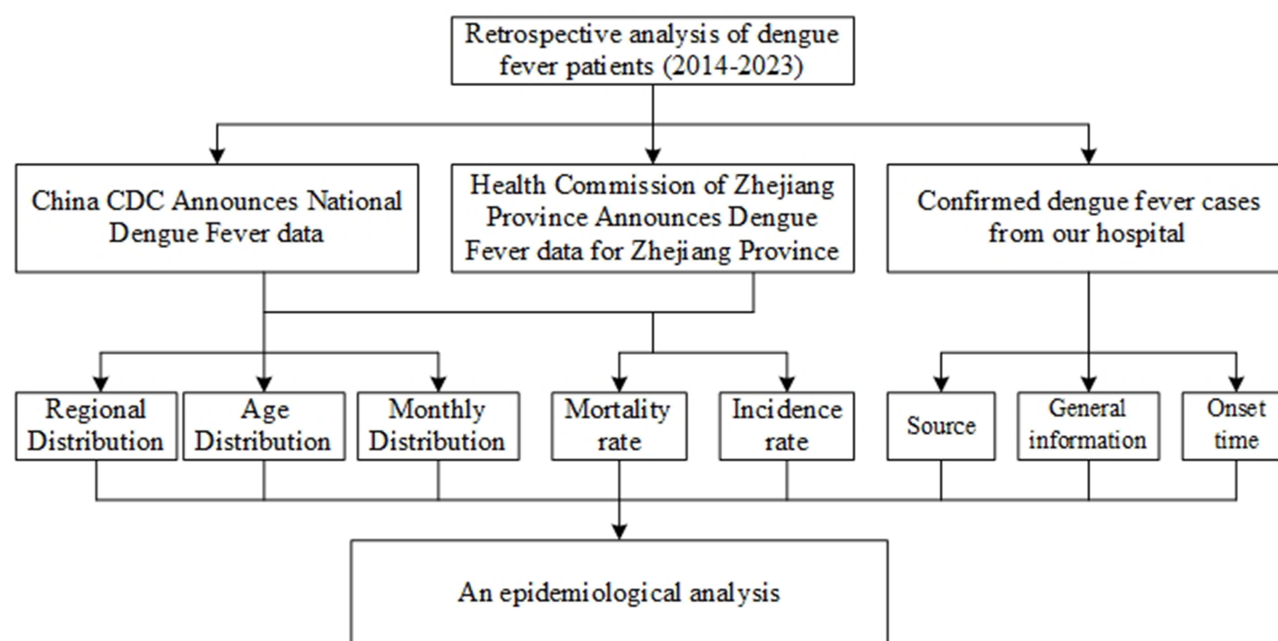 Retrospective analysis of dengue
fever patients (2014-2023)
China CDC Announces National
Dengue Fever data
Health Commission of Zhejiang
Province Announces Dengue
Fever data for Zhejiang Province
Confirmed dengue fever cases
from our hospital
Regional
Distribution
Age
Distribution
Monthly
Distribution
Mortality
rate
Incidence
rate
Source
General
information
Onset
time
An epidemiological analysis